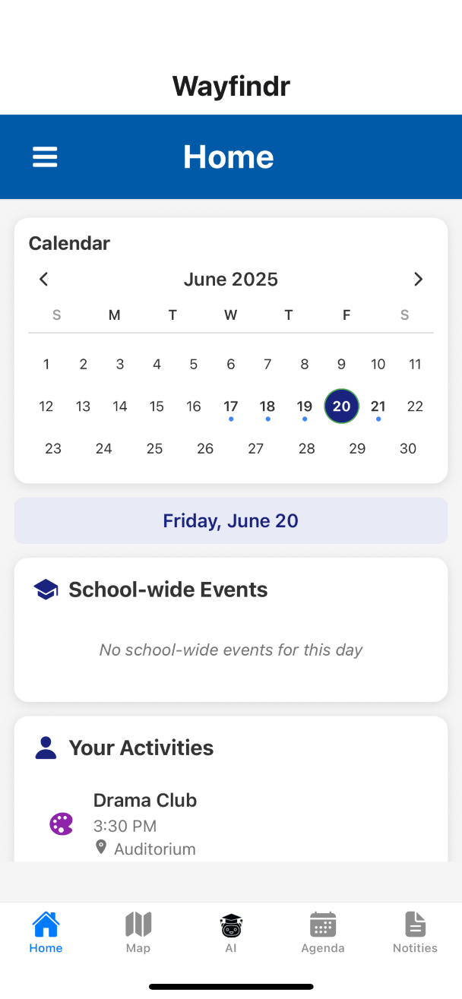 Wayfindr
Home
Calendar
June 2025
S M T W T F S
1 2 3 4 5 6 7 8 9 10 11
12 13 14 15 16 17 18 19 20 21 22
23 24 25 26 27 28 29 30
Friday, June 20
School-wide Events
No school-wide events for this day
Your Activities
Drama Club
3:30 PM
Auditorium
Home Map AI Agenda Notities